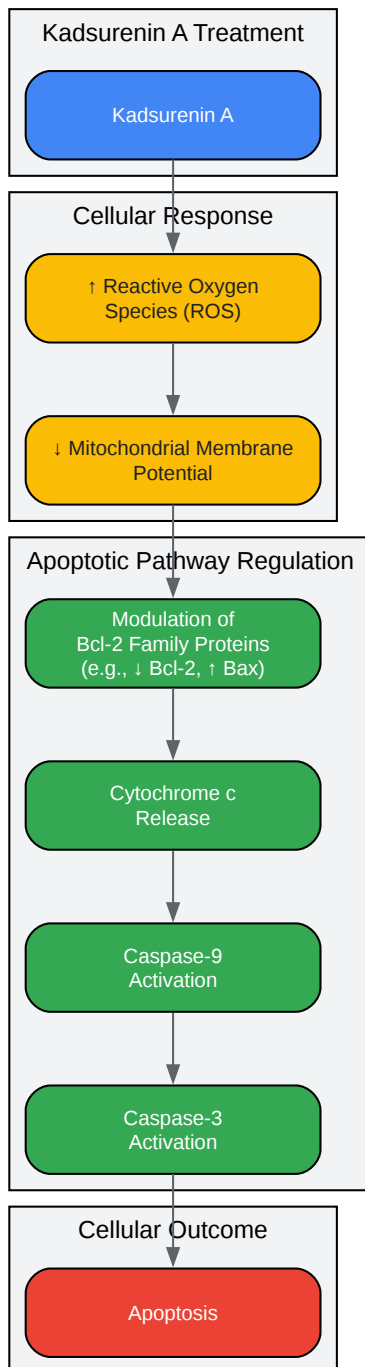 Kadsurenin A Treatment
Kadsurenin A
Cellular Response
↑ Reactive Oxygen
Species (ROS)
↓ Mitochondrial Membrane
Potential
Apoptotic Pathway Regulation
Modulation of
Bcl-2 Family Proteins
(e.g., ↓ Bcl-2, ↑ Bax)
Cytochrome c
Release
Caspase-9
Activation
Caspase-3
Activation
Cellular Outcome
Apoptosis